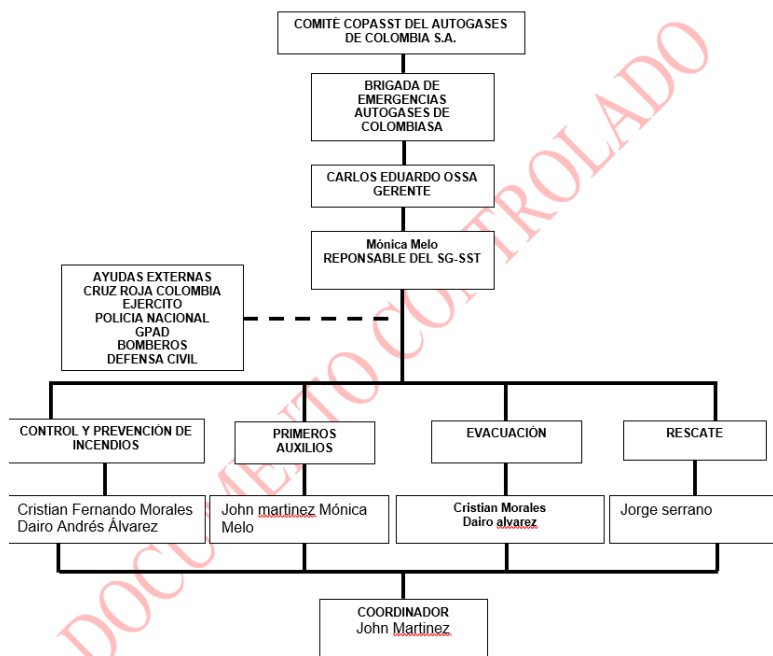 COMITÉ COPASST DEL AUTOGASES
DE COLOMBIA S.A.
BRIGADA DE
EMERGENCIAS
AUTOGASES DE
COLOMBIASA
CARLOS EDUARDO OSSA
GERENTE
Mónica Melo
REPONSABLE DEL SG-SST
AYUDAS EXTERNAS
CRUZ ROJA COLOMBIA
EJERCITO
POLICIA NACIONAL
GPAD
BOMBEROS
DEFENSA CIVIL
CONTROL Y PREVENCIÓN DE
INCENDIOS
PRIMEROS
AUXILIOS
EVACUACIÓN
RESCATE
Cristian Fernando Morales
Dairo Andrés Álvarez
John martinez Mónica
Melo
Cristian Morales
Dairo alvarez
Jorge serrano
COORDINADOR
John Martinez
DOCUMENTO CONTROLADO